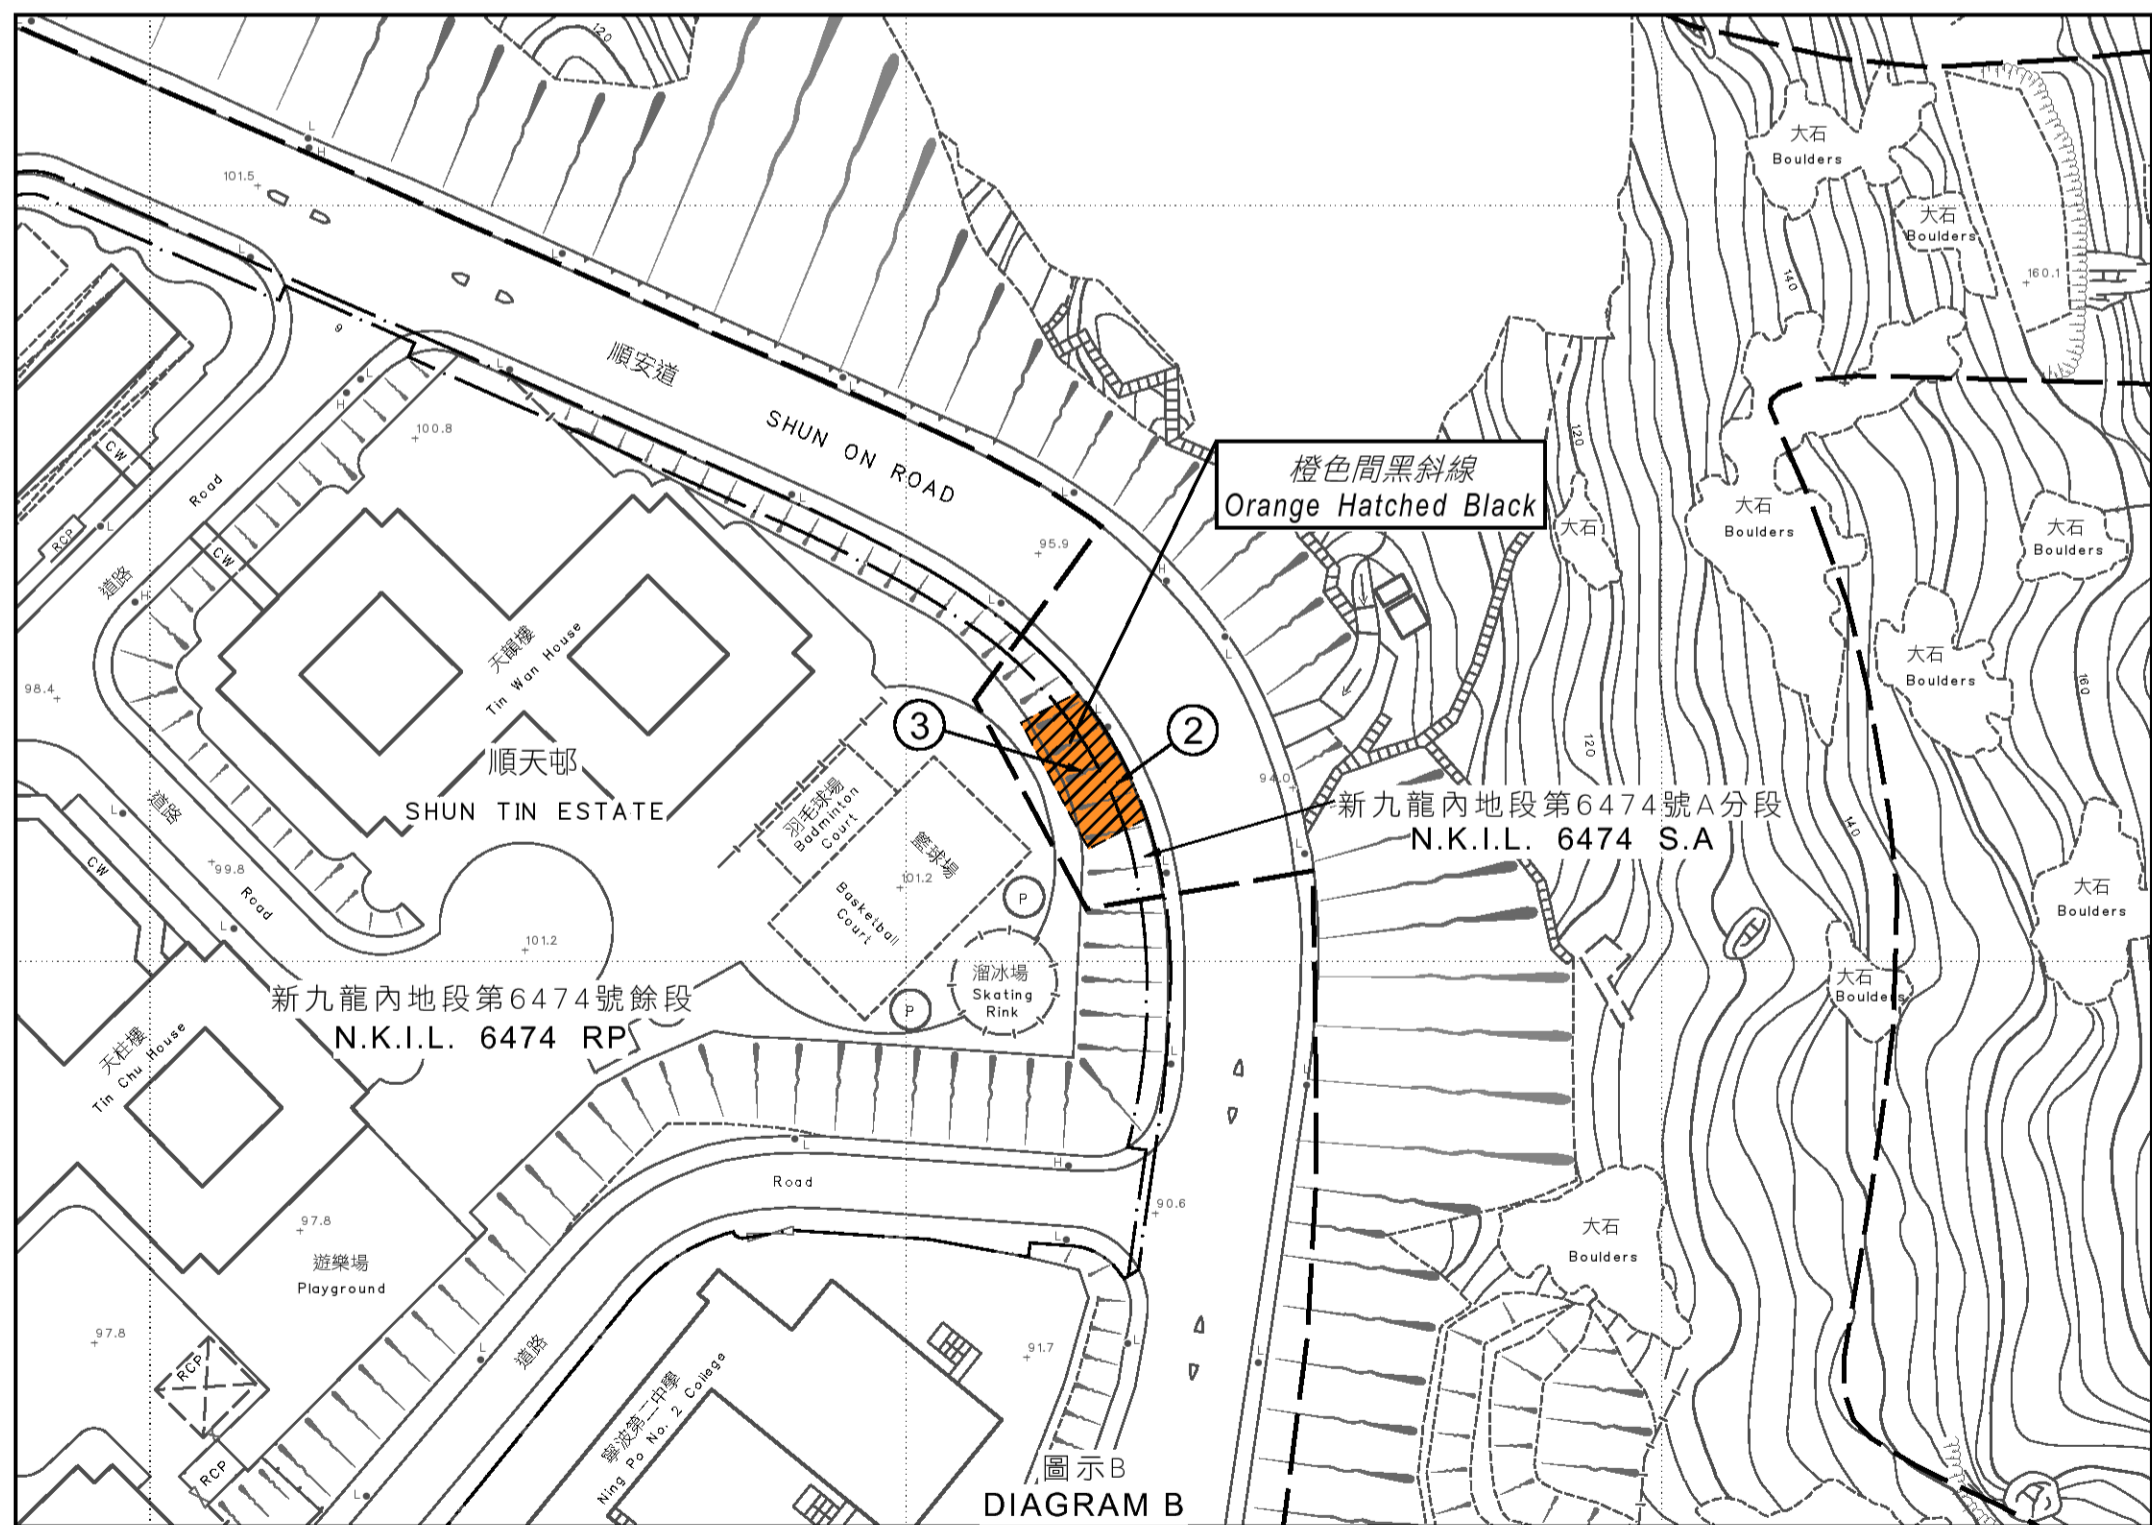 120
大石
Boulders
大石
Boulders
101.5
L
H
L
L
160.1
140
9
順安道
SHUN ON ROAD
L
L
L
H
100.8
CW
Road
橙色間黑斜線
Orange Hatched Black
120
大石
大石
Boulders
大石
Boulders
L
L
RCP
L
CW
道路
H
95.9
H
L
L
天韻樓
Tin Wan House
大石
Boulders
160
98.4
3
2
L
順天邨
SHUN TIN ESTATE
羽毛球場
Badminton
Court
94.0
120
新九龍內地段第6474號A分段
N.K.I.L. 6474 S.A
140
道路
L
CW
99.8
Road
L
籃球場
Basketball
Court
101.2
P
L
L
大石
Boulders
101.2
新九龍內地段第6474號餘段
N.K.I.L. 6474 RP
溜冰場
Skating
Rink
P
大石
Boulders
天柱樓
Tin Chu House
L
L
L
H
Road
90.6
97.8
遊樂場
Playground
大石
Boulders
L
97.8
RCP
道路
L
寧波第二中學
Ning Po No. 2 College
91.7
L
L
RCP
L
圖示B
DIAGRAM B